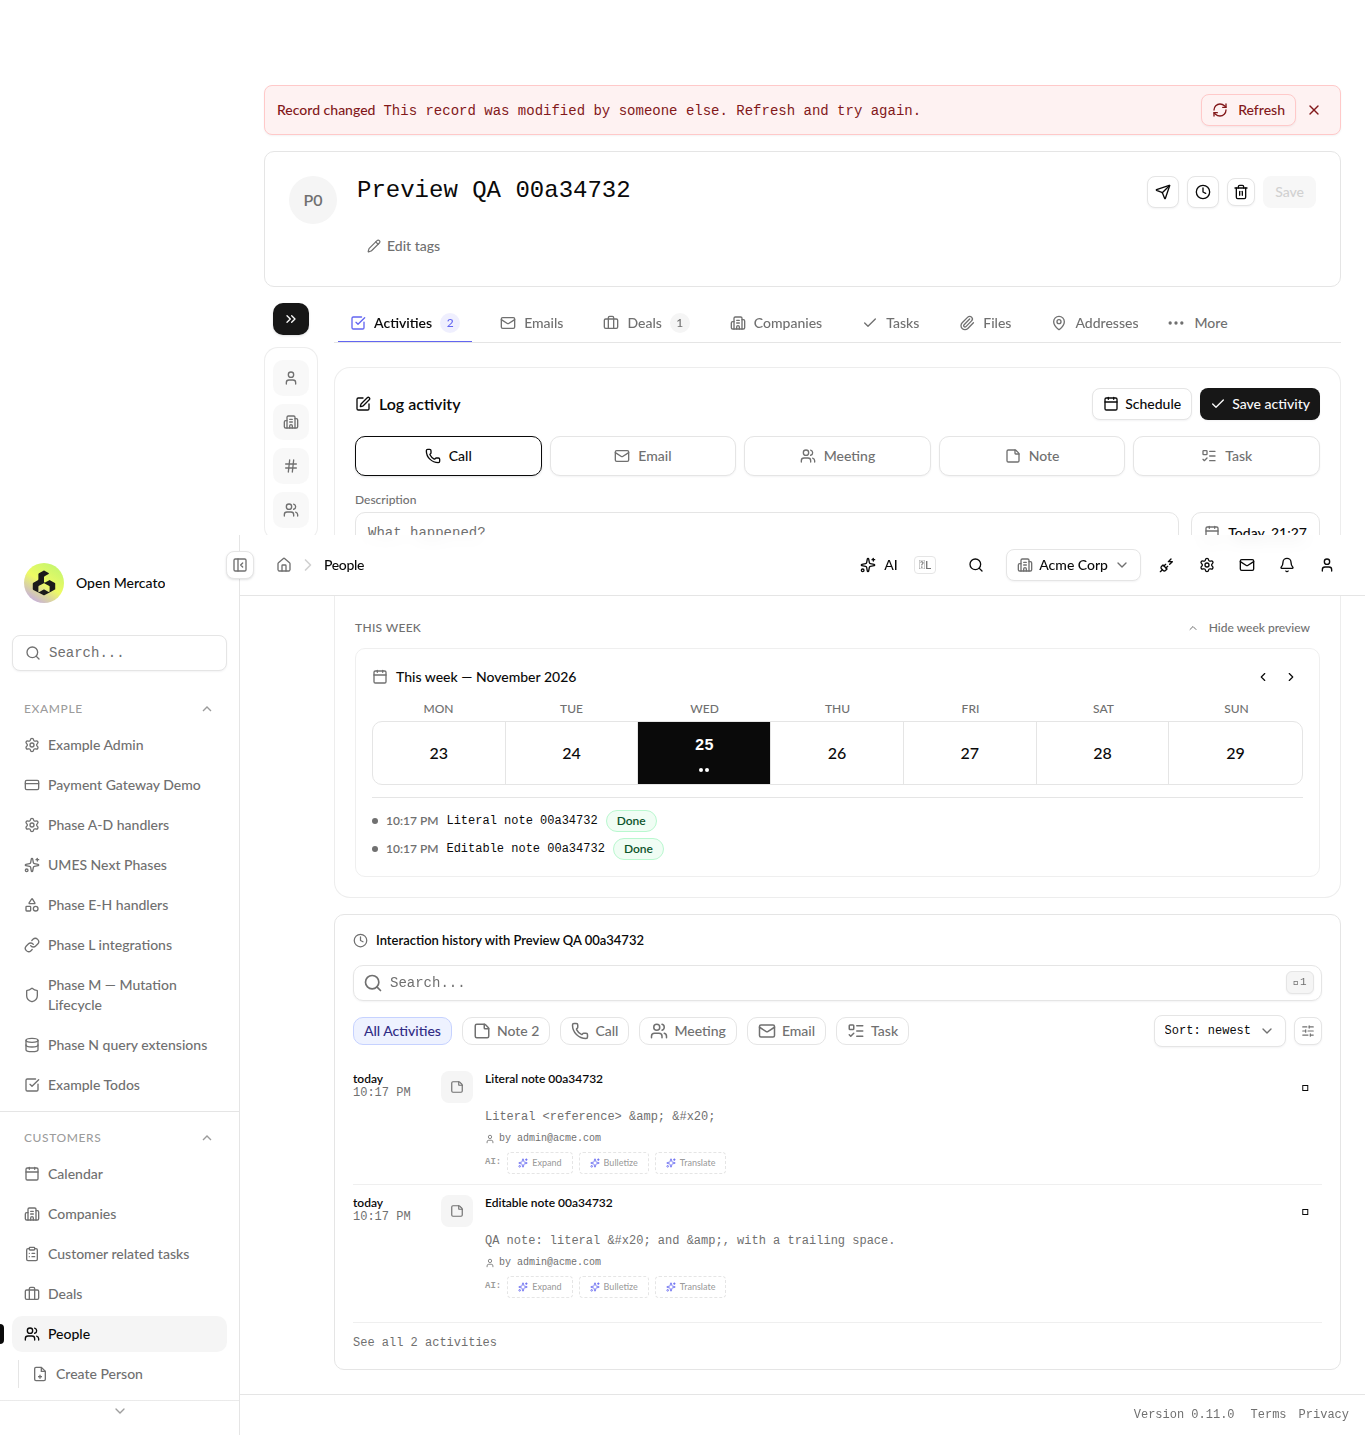 Record changed This record was modified by someone else. Refresh and try again.
Refresh
P0
Preview QA 00a34732
Save
Edit tags
Activities 2
Emails
Deals 1
Companies
Tasks
Files
Addresses
More
Log activity
Schedule
Save activity
Call
Email
Meeting
Note
Task
Description
What happened?
Today, 21:27
Open Mercato
People
AI
L
Acme Corp
Search...
EXAMPLE
Example Admin
Payment Gateway Demo
Phase A-D handlers
UMES Next Phases
Phase E-H handlers
Phase L integrations
Phase M — Mutation
Lifecycle
Phase N query extensions
Example Todos
CUSTOMERS
Calendar
Companies
Customer related tasks
Deals
People
Create Person
THIS WEEK
Hide week preview
This week — November 2026
MON TUE WED THU FRI SAT SUN
23 24 25 26 27 28 29
10:17 PM Literal note 00a34732 Done
10:17 PM Editable note 00a34732 Done
Interaction history with Preview QA 00a34732
Search...
1
All Activities
Note 2
Call
Meeting
Email
Task
Sort: newest
today
10:17 PM
Literal note 00a34732
Literal <reference> &amp; &#x20;
by admin@acme.com
AI: Expand Bulletize Translate
today
10:17 PM
Editable note 00a34732
QA note: literal &#x20; and &amp;, with a trailing space.
by admin@acme.com
AI: Expand Bulletize Translate
See all 2 activities
Version 0.11.0 Terms Privacy